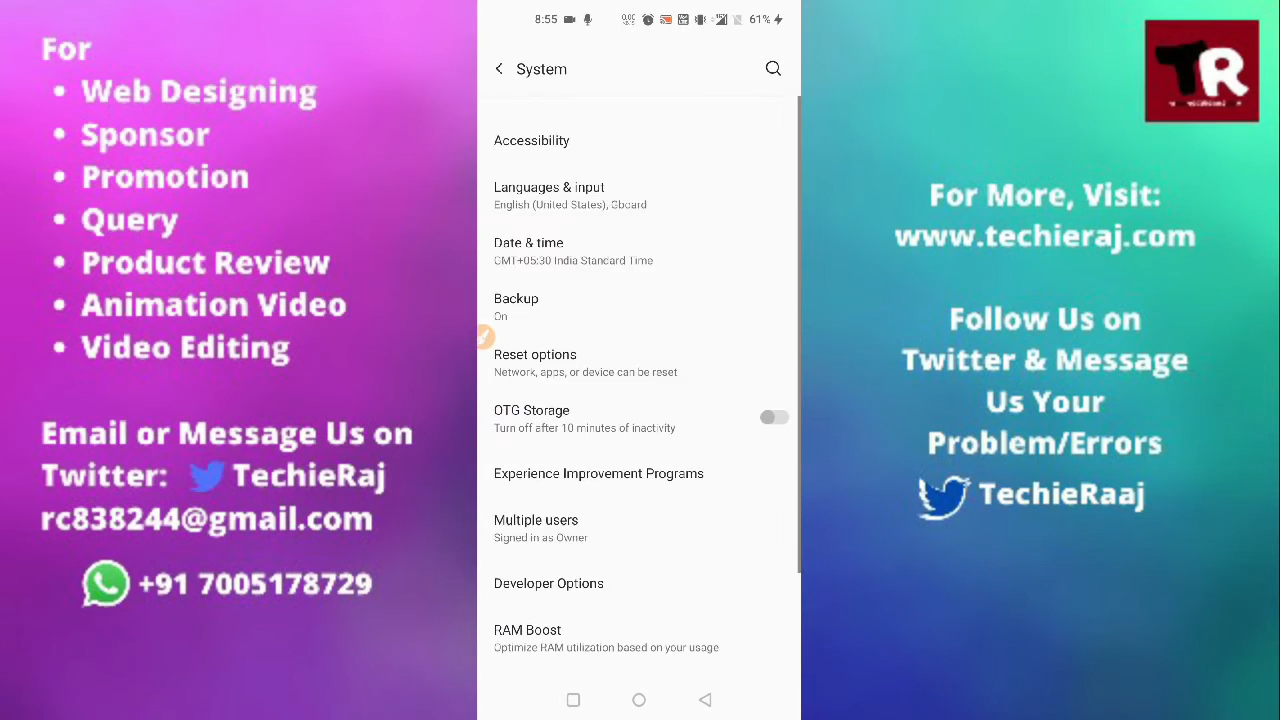 For
• Web Designing
• Sponsor
• Promotion
• Query
• Product Review
• Animation Video
• Video Editing
Email or Message Us on
Twitter: TechieRaj
rc838244@gmail.com
+91 7005178729
8:55
61%
System
Accessibility
Languages & input
English (United States), Gboard
Date & time
GMT+05:30 India Standard Time
Backup
On
Reset options
Network, apps, or device can be reset
OTG Storage
Turn off after 10 minutes of inactivity
Experience Improvement Programs
Multiple users
Signed in as Owner
Developer Options
RAM Boost
Optimize RAM utilization based on your usage
TR
For More, Visit:
www.techieraj.com
Follow Us on
Twitter & Message
Us Your
Problem/Errors
TechieRaaj